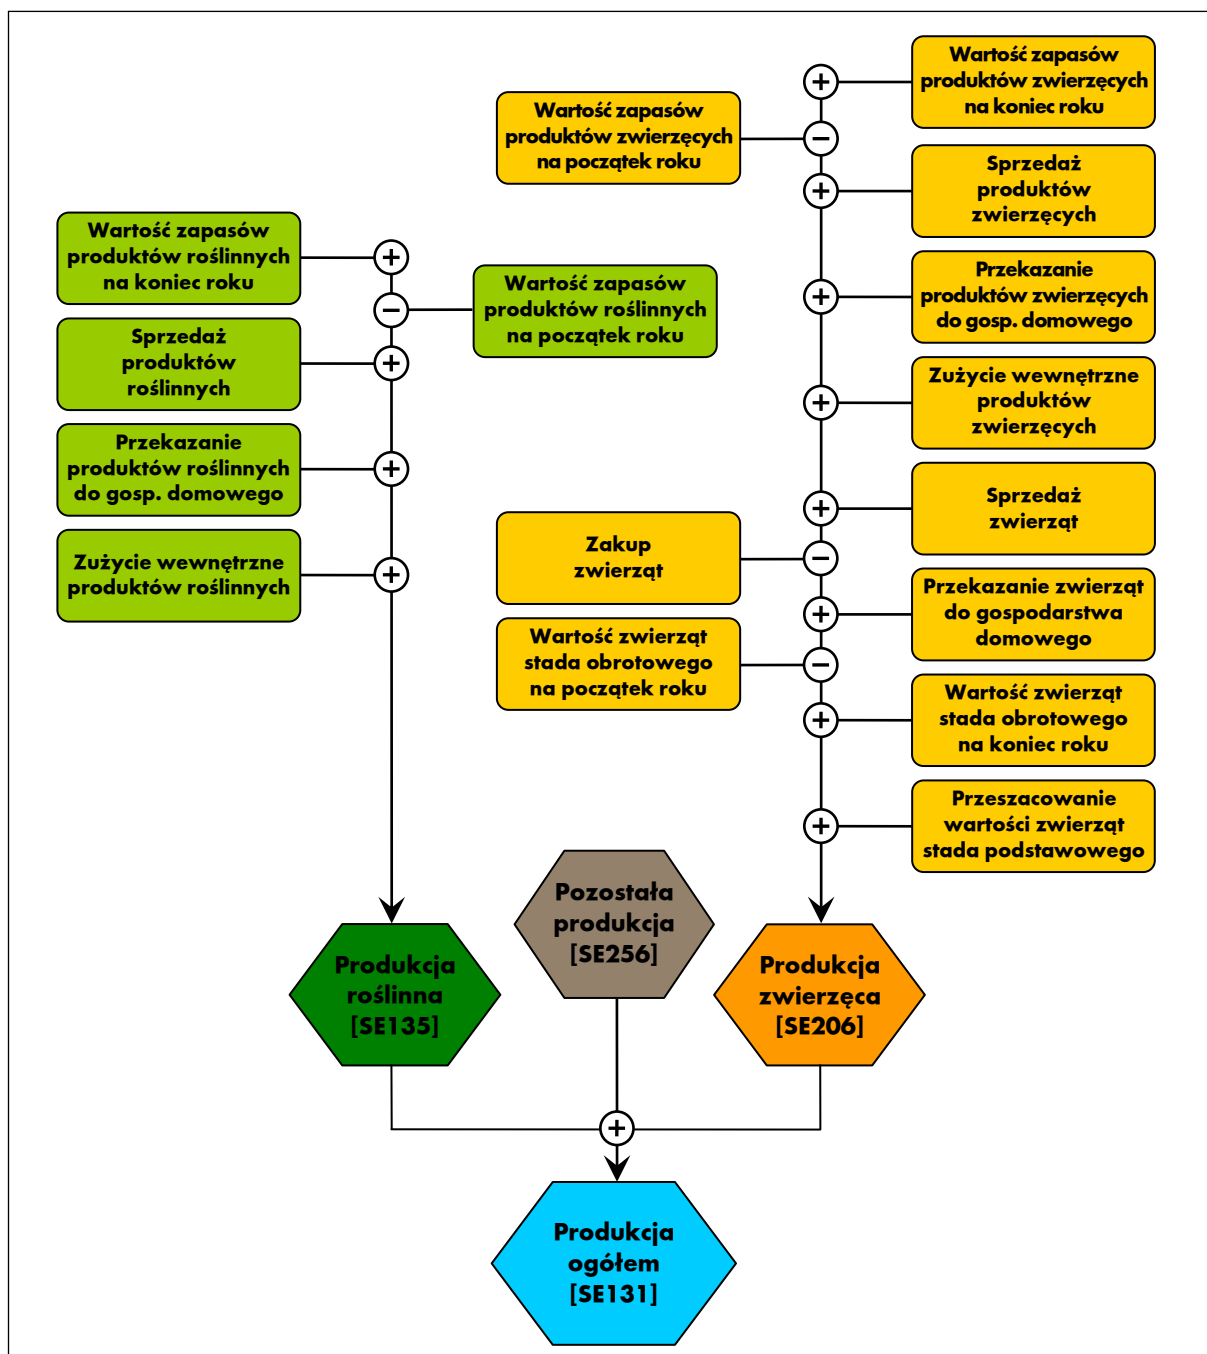 Wartość zapasów
produktów zwierzęcych
na koniec roku
Wartość zapasów
produktów zwierzęcych
na początek roku
Sprzedaż
produktów
zwierzęcych
Wartość zapasów
produktów roślinnych
na koniec roku
Wartość zapasów
produktów roślinnych
na początek roku
Przekazanie
produktów zwierzęcych
do gosp. domowego
Sprzedaż
produktów
roślinnych
Zużycie wewnętrzne
produktów
zwierzęcych
Przekazanie
produktów roślinnych
do gosp. domowego
Sprzedaż
zwierząt
Zużycie wewnętrzne
produktów roślinnych
Zakup
zwierząt
Przekazanie zwierząt
do gospodarstwa
domowego
Wartość zwierząt
stada obrotowego
na początek roku
Wartość zwierząt
stada obrotowego
na koniec roku
Przeszacowanie
wartości zwierząt
stada podstawowego
Pozostała
produkcja
[SE256]
Produkcja
roślinna
[SE135]
Produkcja
zwierzęca
[SE206]
Produkcja
ogółem
[SE131]